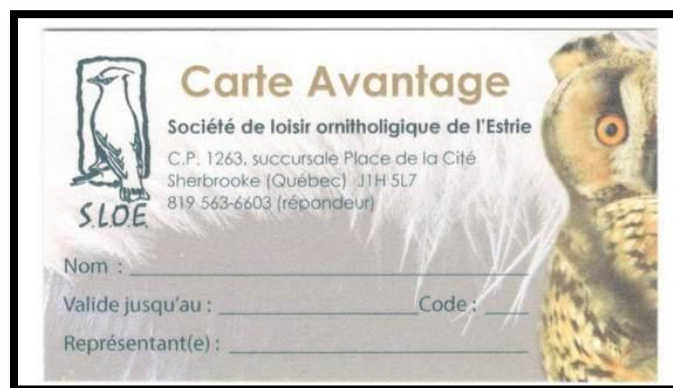 Carte Avantage
Société de loisir ornitholigique de l'Estrie
C.P. 1263, succursale Place de la Cité
Sherbrooke (Québec) J1H 5L7
819 563-6603 (répondeur)
S.L.O.E.
Nom :
Valide jusqu'au : Code :
Représentant(e) :